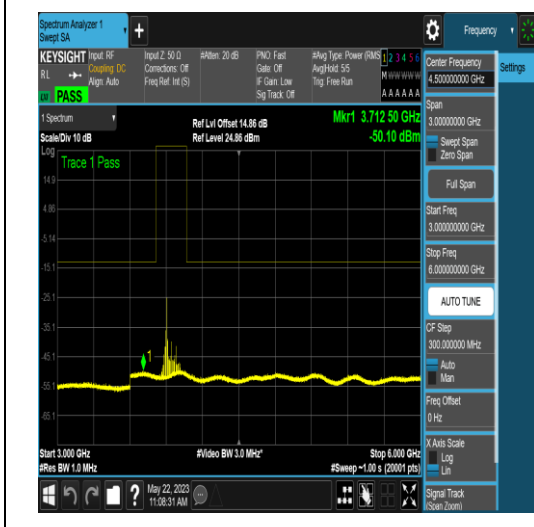 Spectrum Analyzer 1
Swept SA
+
Frequency
KEYSIGHT
RL
PASS
Input: RF
Coupling: DC
Align: Auto
Input Z: 50 Ω
Corrections: Off
Freq Ref: Int (S)
#Atten: 20 dB
PNO: Fast
Gate: Off
IF Gain: Low
Sig Track: Off
#Avg Type: Power (RMS
Avg|Hold: 5/5
Trig: Free Run
1 2 3 4 5 6
M W W W W W
A A A A A A
Settings
1 Spectrum
Scale/Div 10 dB
Log
Ref Lvl Offset 14.86 dB
Ref Level 24.86 dBm
Mkr1 3.712 50 GHz
-50.10 dBm
Trace 1 Pass
14.9
4.86
-5.14
-15.1
-25.1
-35.1
-45.1
-55.1
-65.1
1
Start 3.000 GHz
#Res BW 1.0 MHz
#Video BW 3.0 MHz*
Stop 6.000 GHz
#Sweep ~1.00 s (20001 pts)
Center Frequency
4.500000000 GHz
Span
3.00000000 GHz
Swept Span
Zero Span
Full Span
Start Freq
3.000000000 GHz
Stop Freq
6.000000000 GHz
AUTO TUNE
CF Step
300.000000 MHz
Auto
Man
Freq Offset
0 Hz
X Axis Scale
Log
Lin
Signal Track
(Span Zoom)
?
May 22, 2023
11:08:31 AM